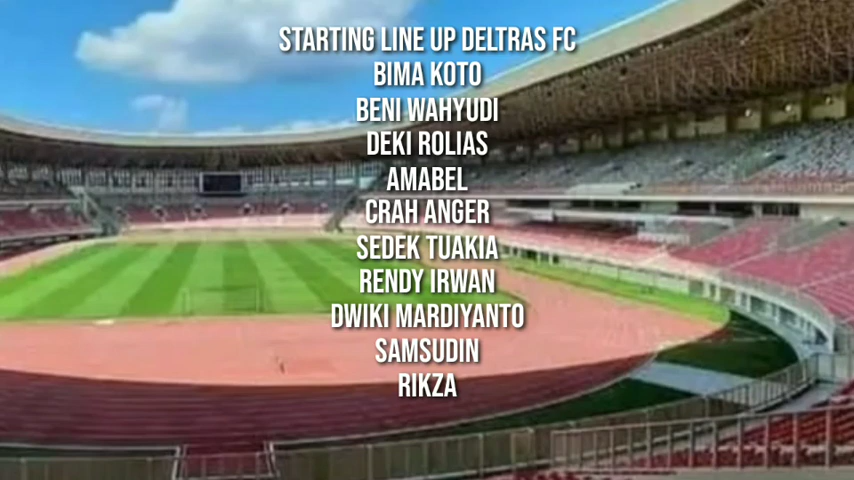 STARTING LINE UP DELTRAS FC
BIMA KOTO
BENI WAHYUDI
DEKI ROLIAS
AMABEL
CRAH ANGER
SEDEK TUAKIA
RENDY IRWAN
DWIKI MARDIYANTO
SAMSUDIN
RIKZA